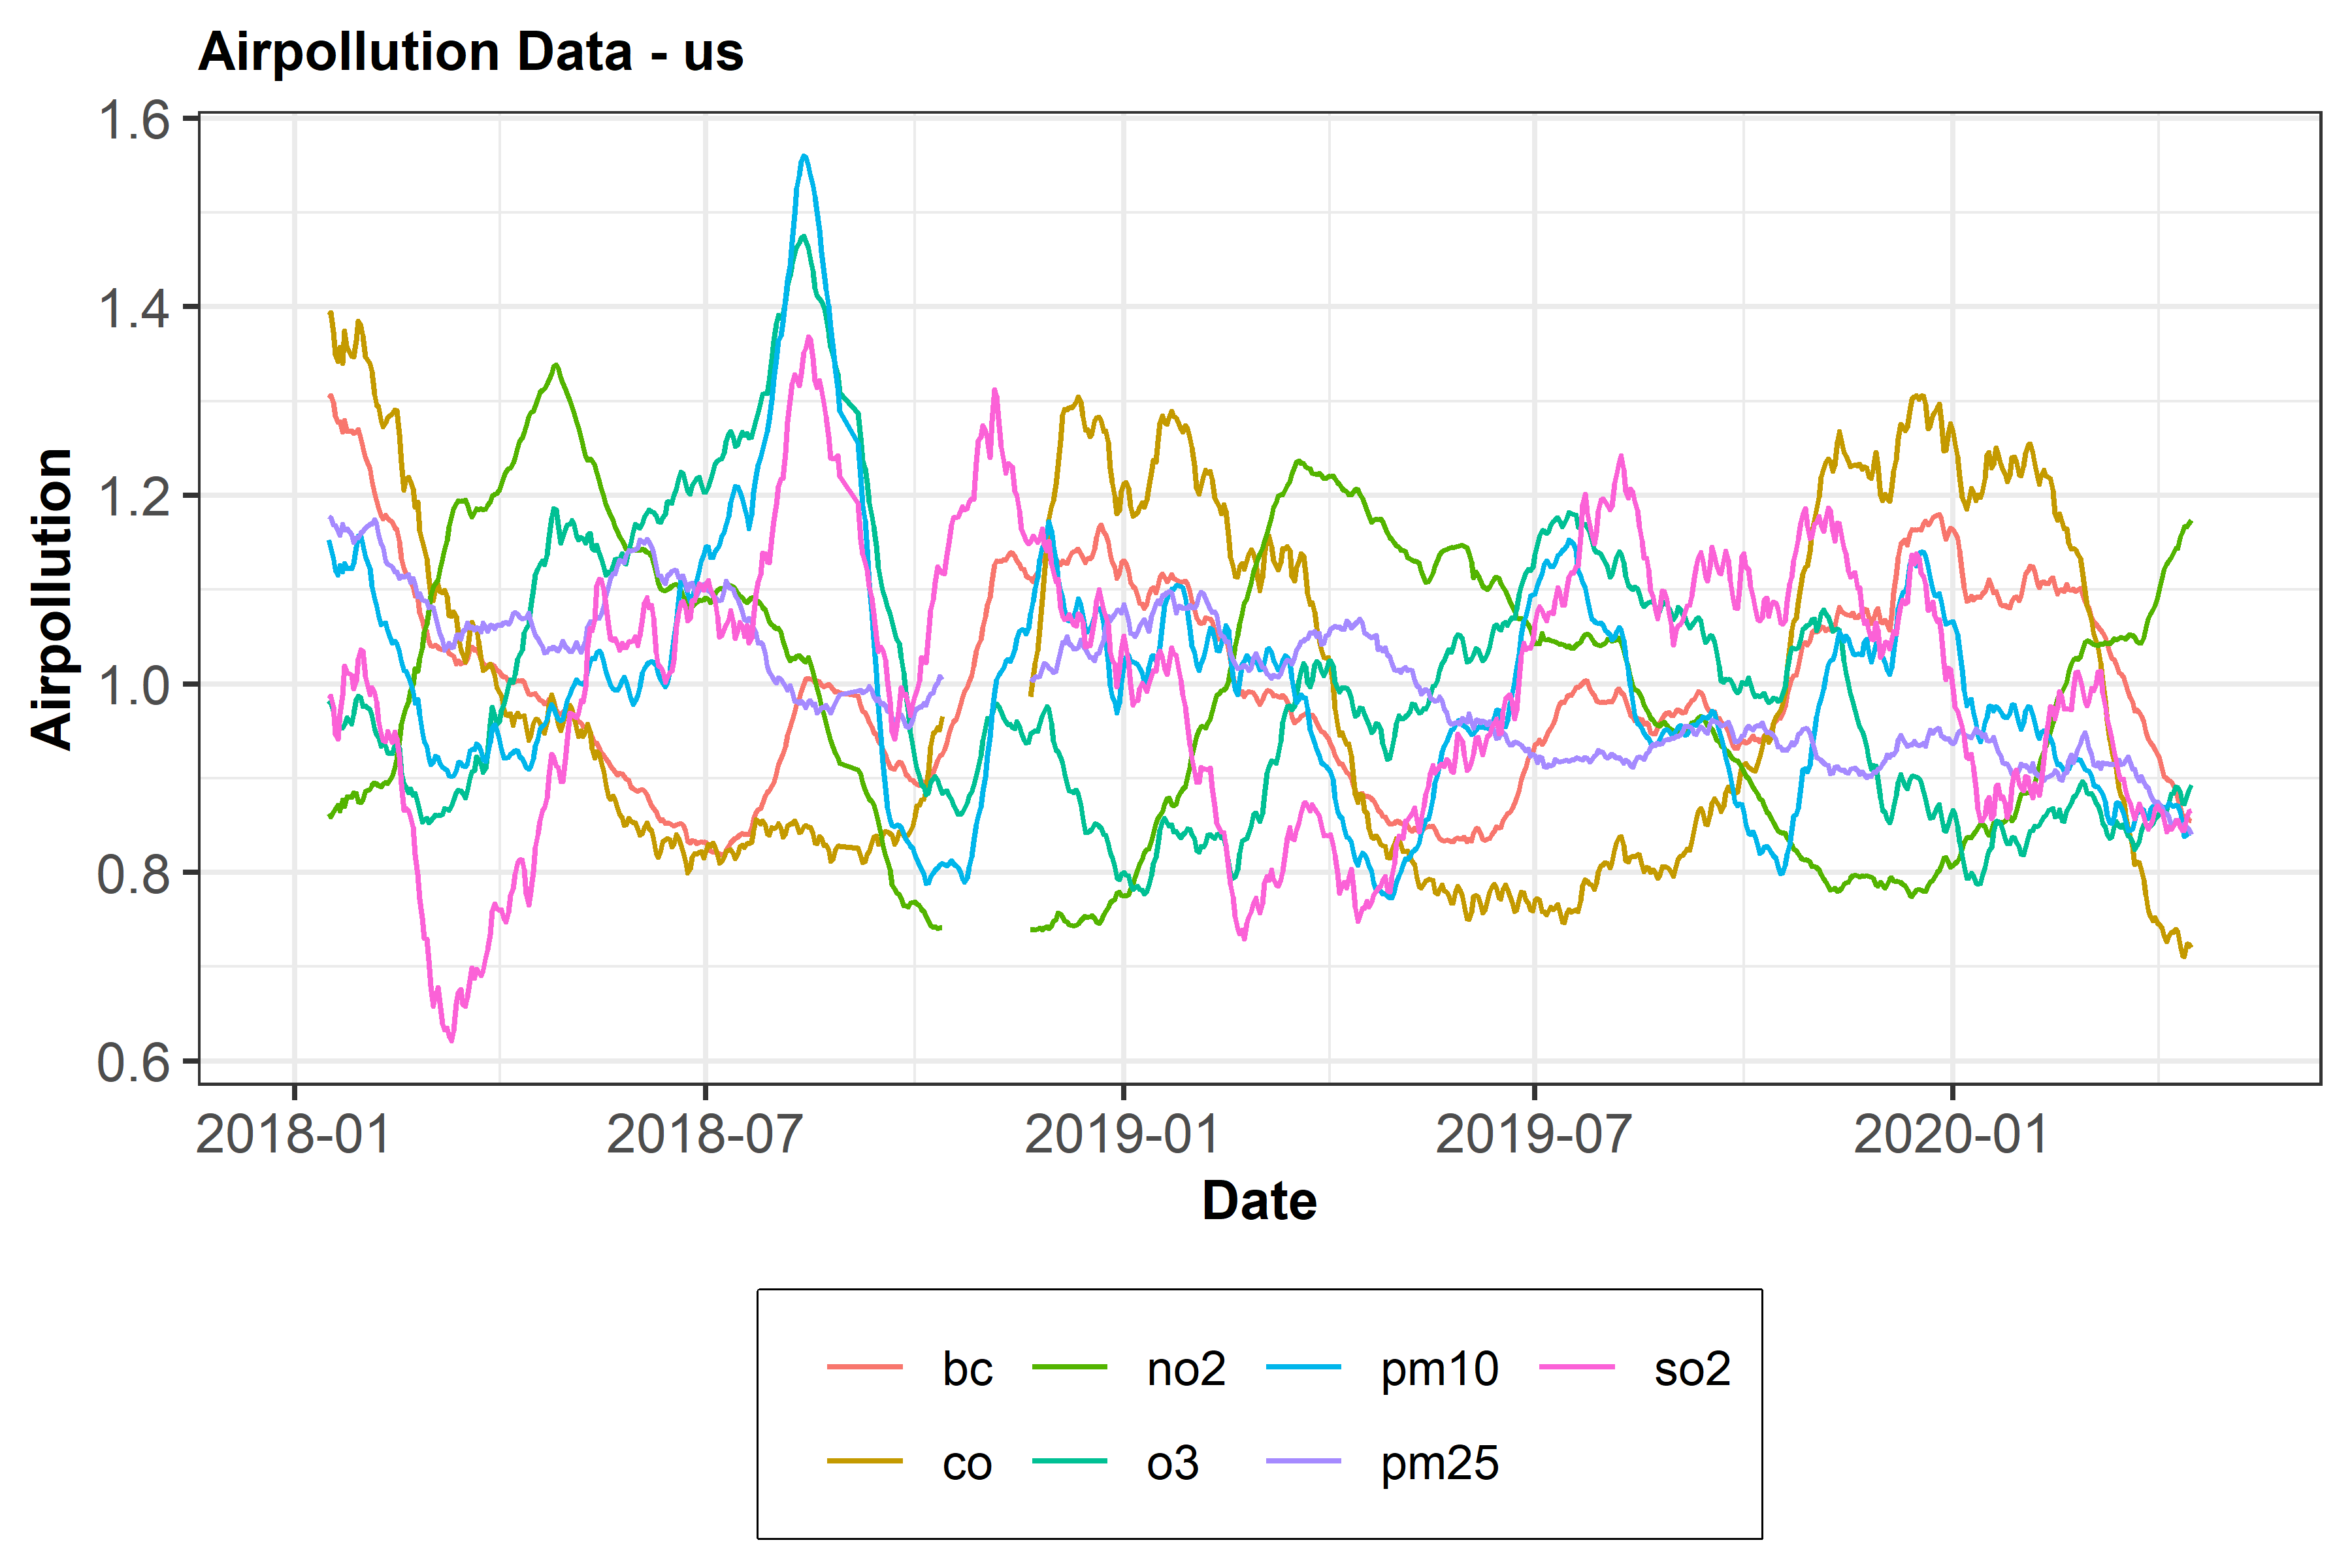 Airpollution Data - us
1.6
1.4
1.2
1.0
0.8
0.6
Airpollution
2018-01 2018-07 2019-01 2019-07 2020-01
Date
bc no2 pm10 so2
co o3 pm25